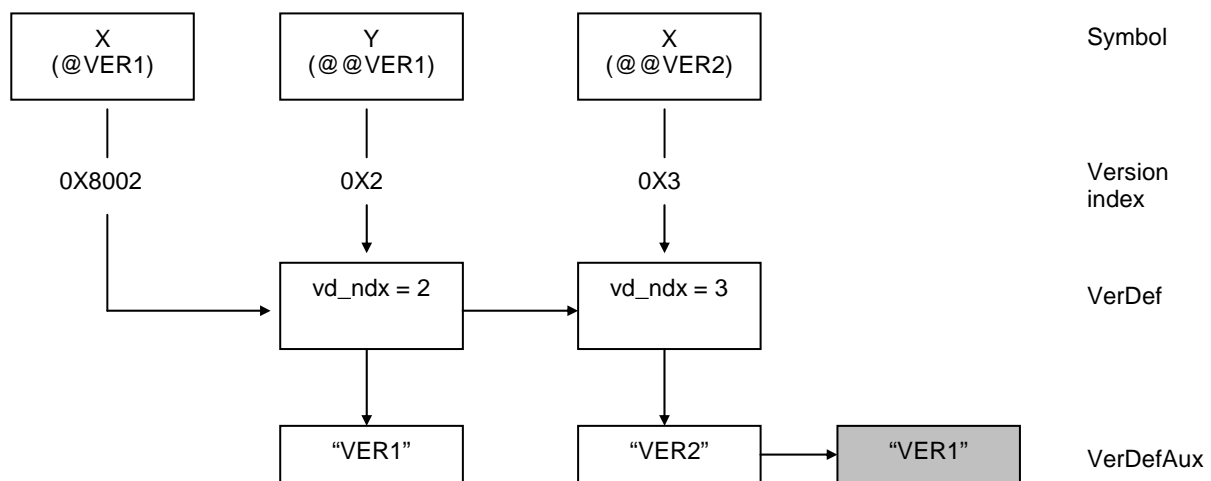 X
(@VER1)
Y
(@@VER1)
X
(@@VER2)
Symbol
0X8002
0X2
0X3
Version
index
vd_ndx = 2
vd_ndx = 3
VerDef
“VER1”
“VER2”
“VER1”
VerDefAux